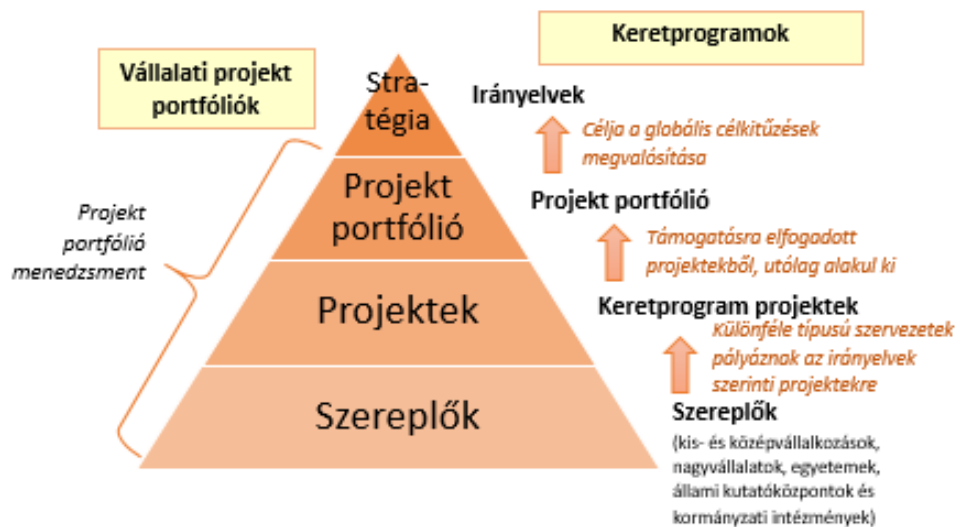 Vállalati projekt
portfóliók
Projekt
portfólió
menedzsment
Stra-
tégia
Projekt
portfólió
Projektek
Szereplők
Keretprogramok
Irányelvek
Célja a globális célkitűzések
megvalósítása
Projekt portfólió
Támogatásra elfogadott
projektekből, utólag alakul ki
Keretprogram projektek
Különféle típusú szervezetek
pályáznak az irányelvek
szerinti projektekre
Szereplők
(kis- és középvállalkozások,
nagyvállalatok, egyetemek,
állami kutatóközpontok és
kormányzati intézmények)